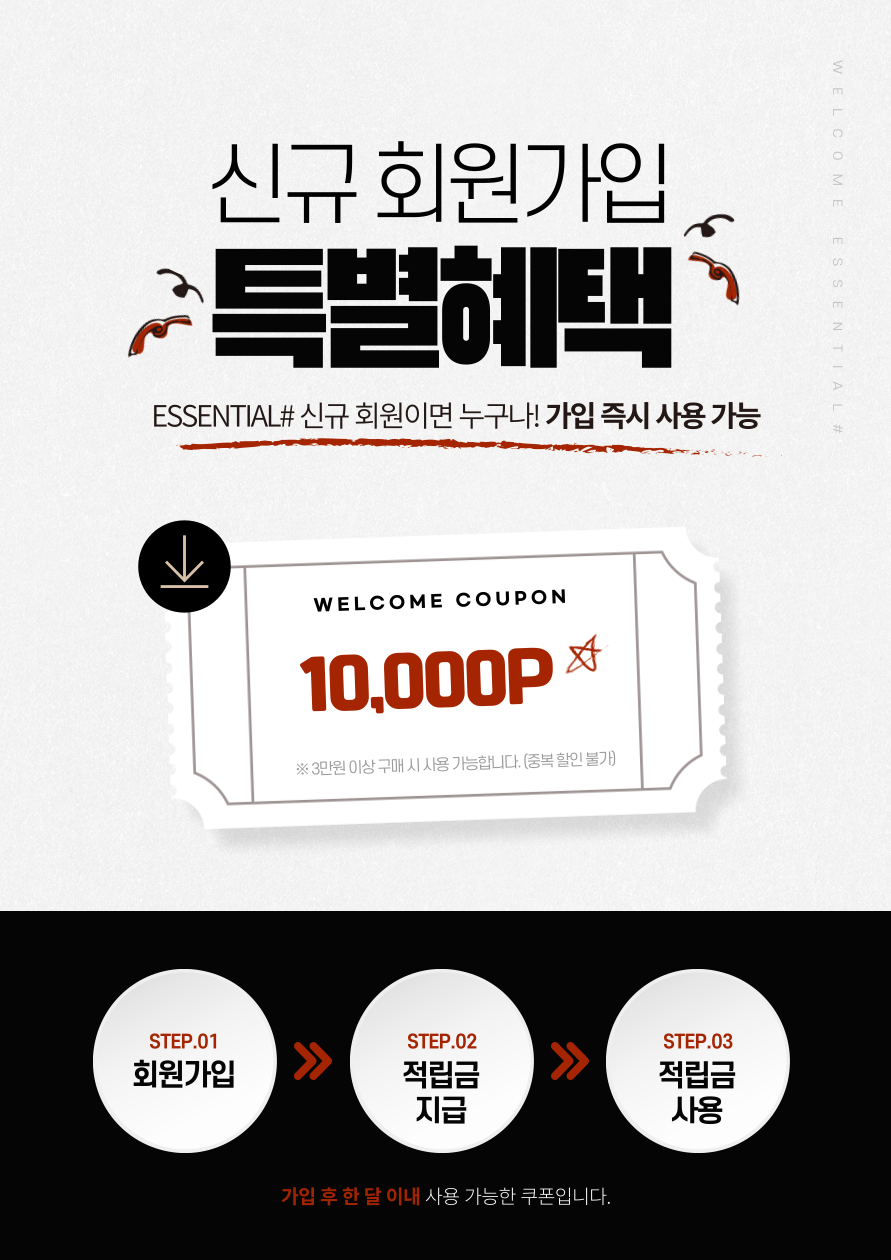 WELCOME ESSENTIAL#
신규 회원가입
특별혜택
ESSENTIAL# 신규 회원이면 누구나! 가입 즉시 사용 가능
WELCOME COUPON
10,000P
※ 3만원 이상 구매 시 사용 가능합니다. (중복 할인 불가)
STEP.01
회원가입
STEP.02
적립금
지급
STEP.03
적립금
사용
가입 후 한 달 이내 사용 가능한 쿠폰입니다.